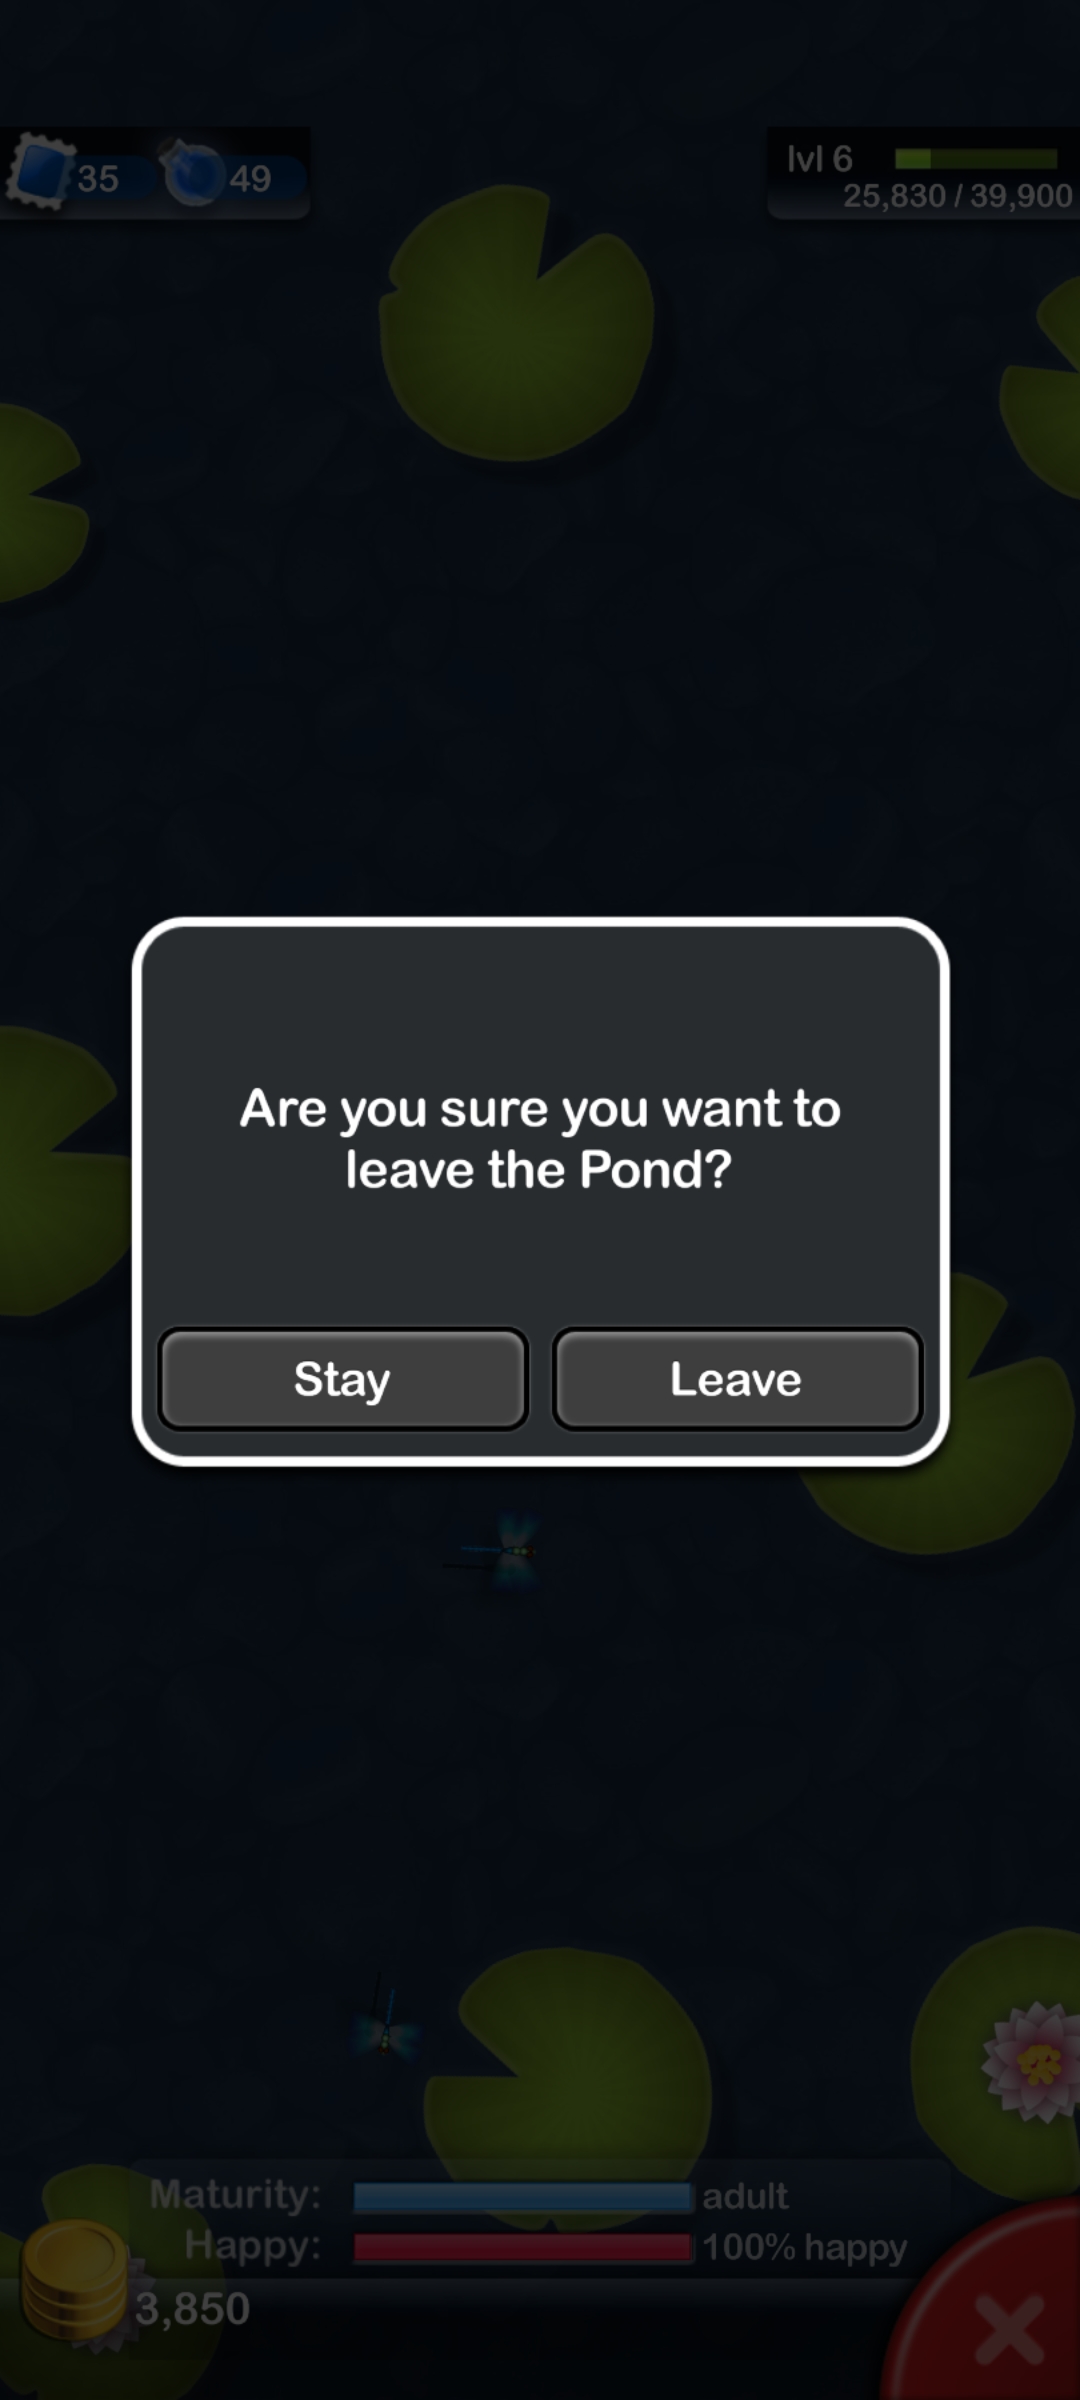 35 49
lvl 6
25,830 / 39,900
Are you sure you want to
leave the Pond?
Stay Leave
Maturity: adult
Happy: 100% happy
3,850